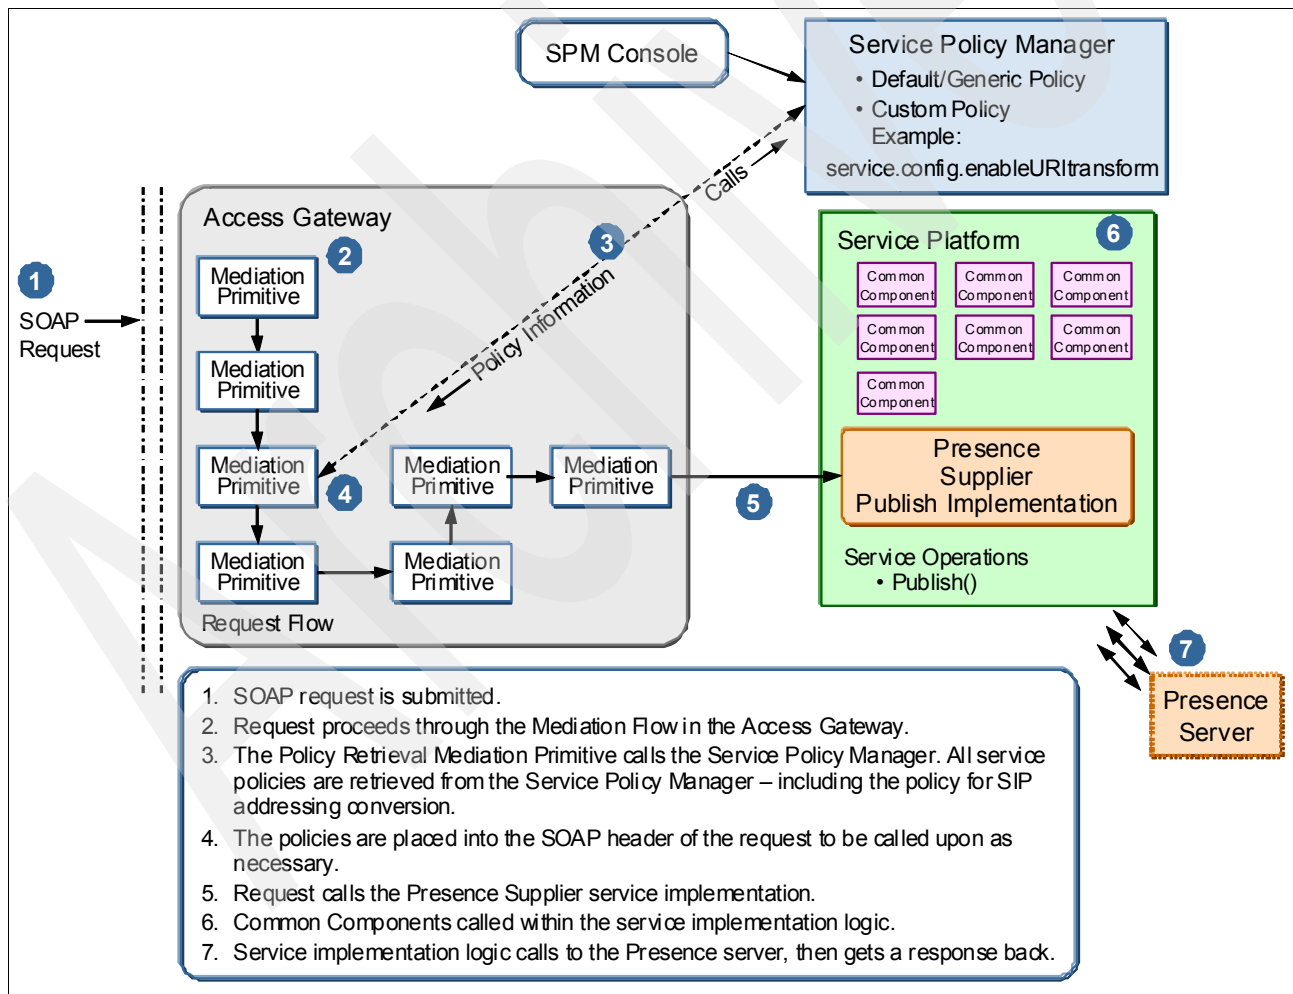 SPM Console
Service Policy Manager
• Default/Generic Policy
• Custom Policy
Example:
service.config.enableURItransform
Calls
Policy Information
3
Access Gateway
2
1
SOAP
Request
Mediation
Primitive
Mediation
Primitive
Mediation
Primitive
4
Mediation
Primitive
Mediation
Primitive
Mediation
Primitive
Mediation
Primitive
Request Flow
5
Service Platform
6
Common
Component
Common
Component
Common
Component
Common
Component
Common
Component
Common
Component
Common
Component
Presence
Supplier
Publish Implementation
Service Operations
• Publish()
7
Presence
Server
1. SOAP request is submitted.
2. Request proceeds through the Mediation Flow in the Access Gateway.
3. The Policy Retrieval Mediation Primitive calls the Service Policy Manager. All service
policies are retrieved from the Service Policy Manager – including the policy for SIP
addressing conversion.
4. The policies are placed into the SOAP header of the request to be called upon as
necessary.
5. Request calls the Presence Supplier service implementation.
6. Common Components called within the service implementation logic.
7. Service implementation logic calls to the Presence server, then gets a response back.